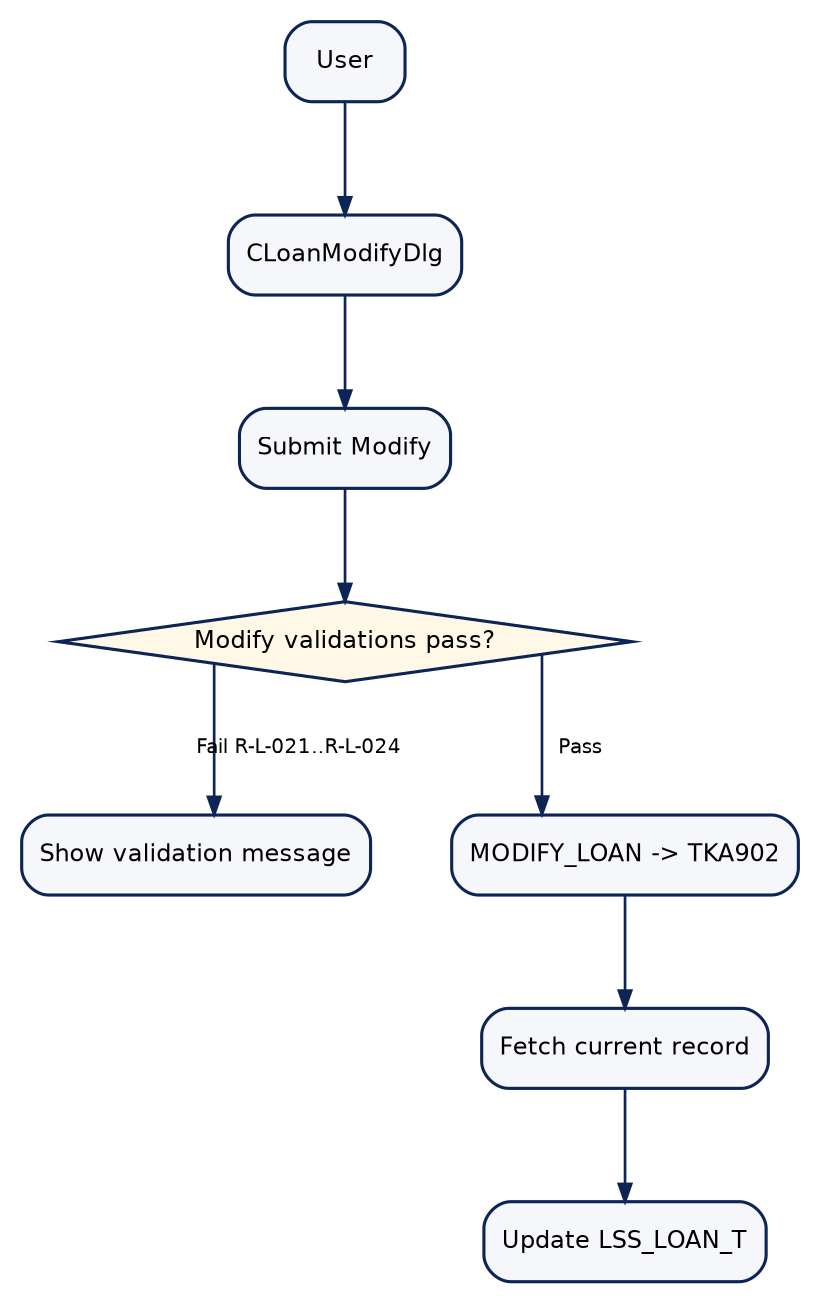 User
CLoanModifyDlg
Submit Modify
Modify validations pass?
Fail R-L-021..R-L-024
Pass
Show validation message
MODIFY_LOAN -> TKA902
Fetch current record
Update LSS_LOAN_T